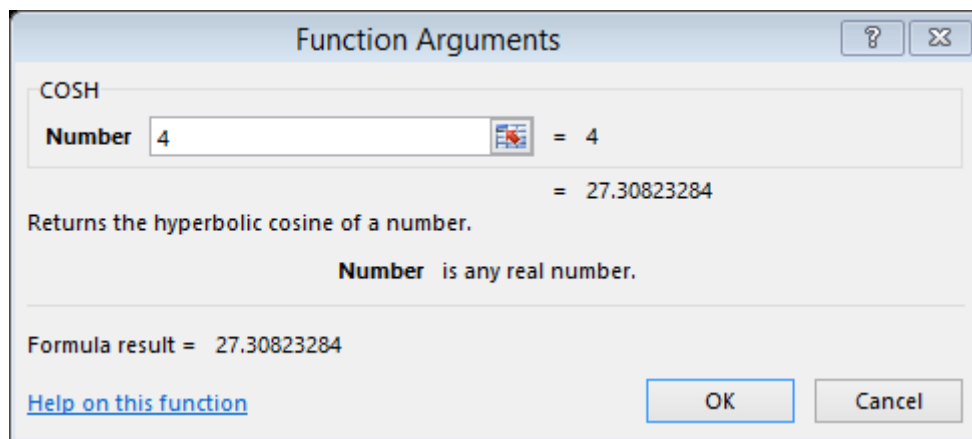 Function Arguments
COSH
Number 4 = 4
= 27.30823284
Returns the hyperbolic cosine of a number.
Number is any real number.
Formula result = 27.30823284
Help on this function
OK Cancel